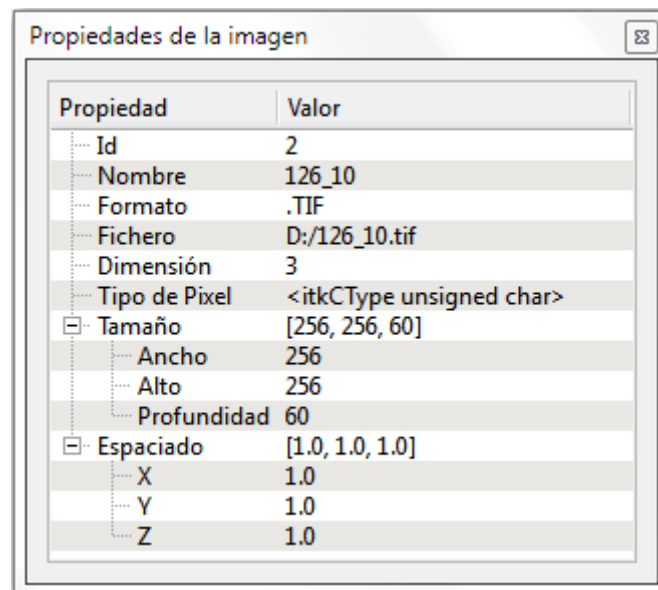 Propiedades de la imagen
Propiedad Valor
Id 2
Nombre 126_10
Formato .TIF
Fichero D:/126_10.tif
Dimensión 3
Tipo de Pixel <itkCType unsigned char>
Tamaño [256, 256, 60]
Ancho 256
Alto 256
Profundidad 60
Espaciado [1.0, 1.0, 1.0]
X 1.0
Y 1.0
Z 1.0